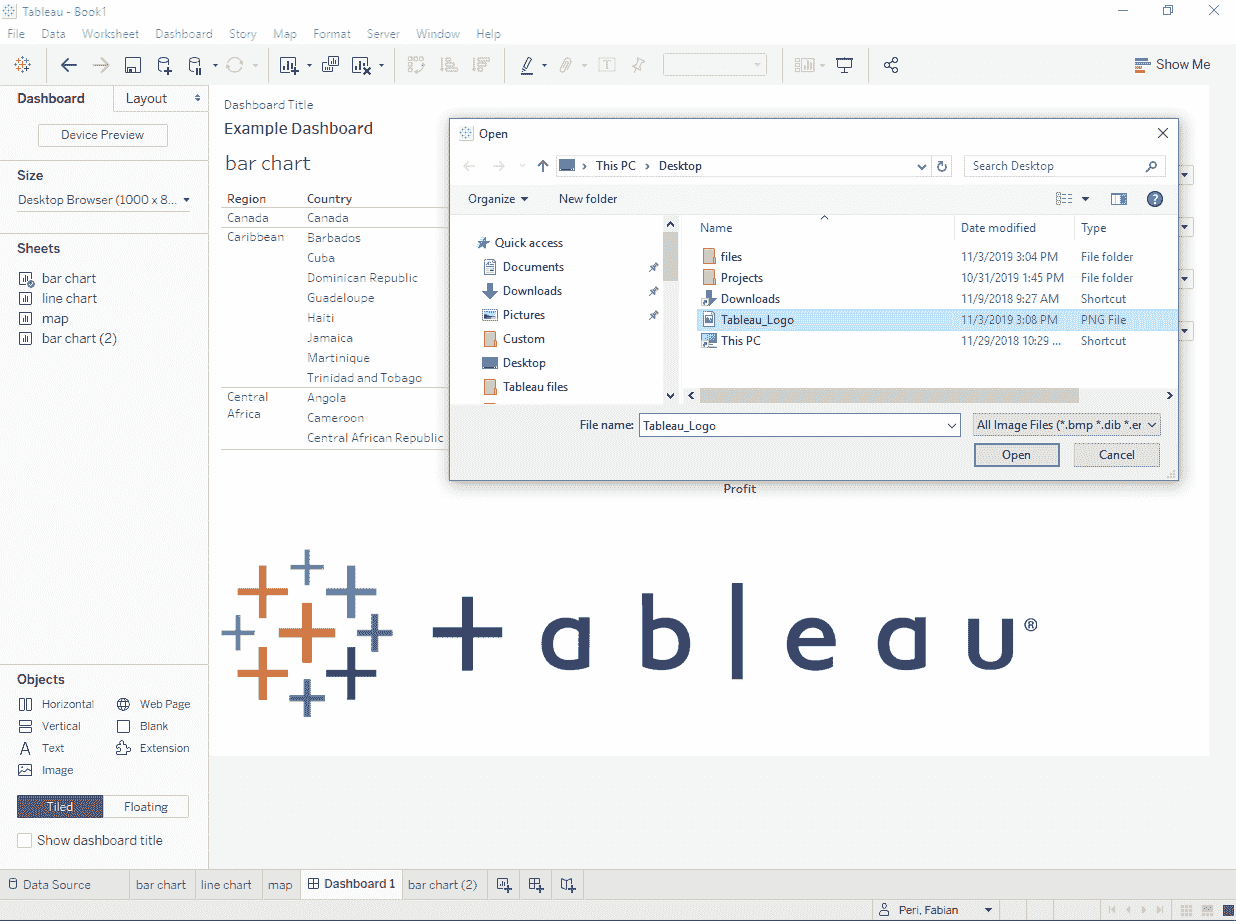 Tableau - Book1
File Data Worksheet Dashboard Story Map Format Server Window Help
Show Me
Dashboard Layout
Device Preview
Size
Desktop Browser (1000 x 8...
Sheets
bar chart
line chart
map
bar chart (2)
Objects
Horizontal Web Page
Vertical Blank
Text Extension
Image
Tiled Floating
Show dashboard title
Dashboard Title
Example Dashboard
bar chart
Region Country
Canada Canada
Caribbean Barbados
Cuba
Dominican Republic
Guadeloupe
Haiti
Jamaica
Martinique
Trinidad and Tobago
Central Africa Angola
Cameroon
Central African Republic
Open
This PC > Desktop
Search Desktop
Organize New folder
Quick access
Documents
Downloads
Pictures
Custom
Desktop
Tableau files
Name Date modified Type
files 11/3/2019 3:04 PM File folder
Projects 10/31/2019 1:45 PM File folder
Downloads 11/9/2018 9:27 AM Shortcut
Tableau_Logo 11/3/2019 3:08 PM PNG File
This PC 11/29/2018 10:29 ... Shortcut
File name: Tableau_Logo All Image Files (*.bmp *.dib *.er
Open Cancel
Profit
+ableau®
Data Source bar chart line chart map Dashboard 1 bar chart (2)
Peri, Fabian